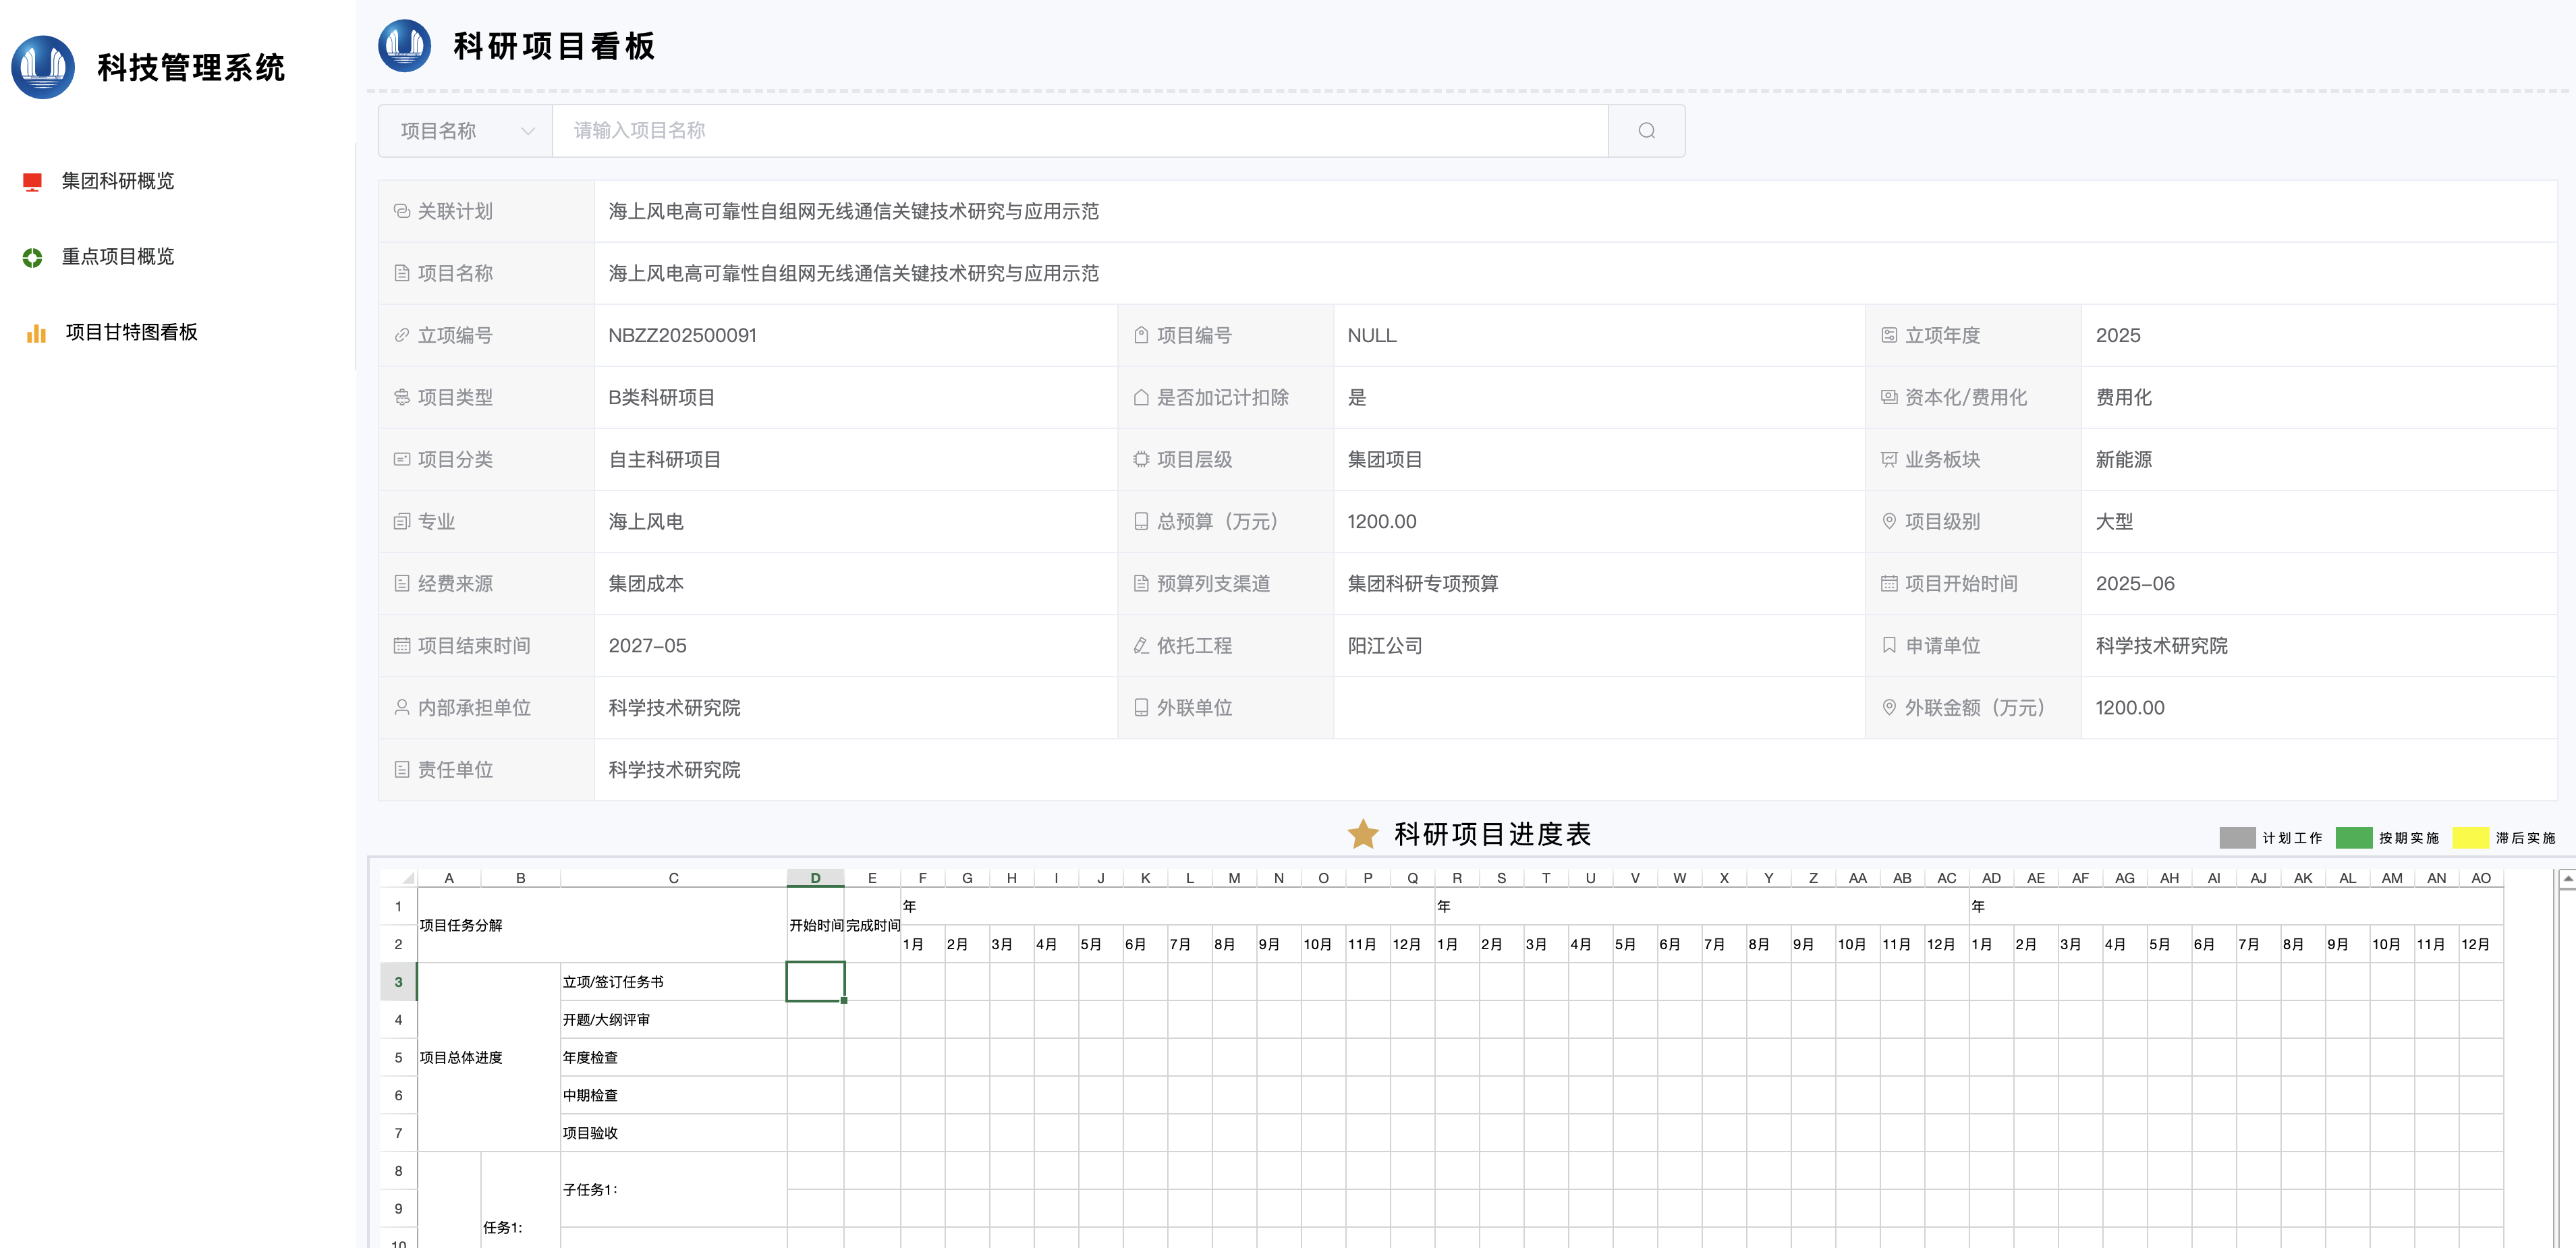 科技管理系统
集团科研概览
重点项目概览
项目甘特图看板
科研项目看板
项目名称 请输入项目名称
关联计划 海上风电高可靠性自组网无线通信关键技术研究与应用示范
项目名称 海上风电高可靠性自组网无线通信关键技术研究与应用示范
立项编号 NBZZ202500091 项目编号 NULL 立项年度 2025
项目类型 B类科研项目 是否加记计扣除 是 资本化/费用化 费用化
项目分类 自主科研项目 项目层级 集团项目 业务板块 新能源
专业 海上风电 总预算（万元） 1200.00 项目级别 大型
经费来源 集团成本 预算列支渠道 集团科研专项预算 项目开始时间 2025-06
项目结束时间 2027-05 依托工程 阳江公司 申请单位 科学技术研究院
内部承担单位 科学技术研究院 外联单位 外联金额（万元） 1200.00
责任单位 科学技术研究院
科研项目进度表
计划工作 按期实施 滞后实施
A B C D E F G H I J K L M N O P Q R S T U V W X Y Z AA AB AC AD AE AF AG AH AI AJ AK AL AM AN AO
1 年 年 年
项目任务分解 开始时间 完成时间
2 1月 2月 3月 4月 5月 6月 7月 8月 9月 10月 11月 12月 1月 2月 3月 4月 5月 6月 7月 8月 9月 10月 11月 12月 1月 2月 3月 4月 5月 6月 7月 8月 9月 10月 11月 12月
3 立项/签订任务书
4 开题/大纲评审
5 项目总体进度 年度检查
6 中期检查
7 项目验收
8
子任务1：
9
任务1:
10